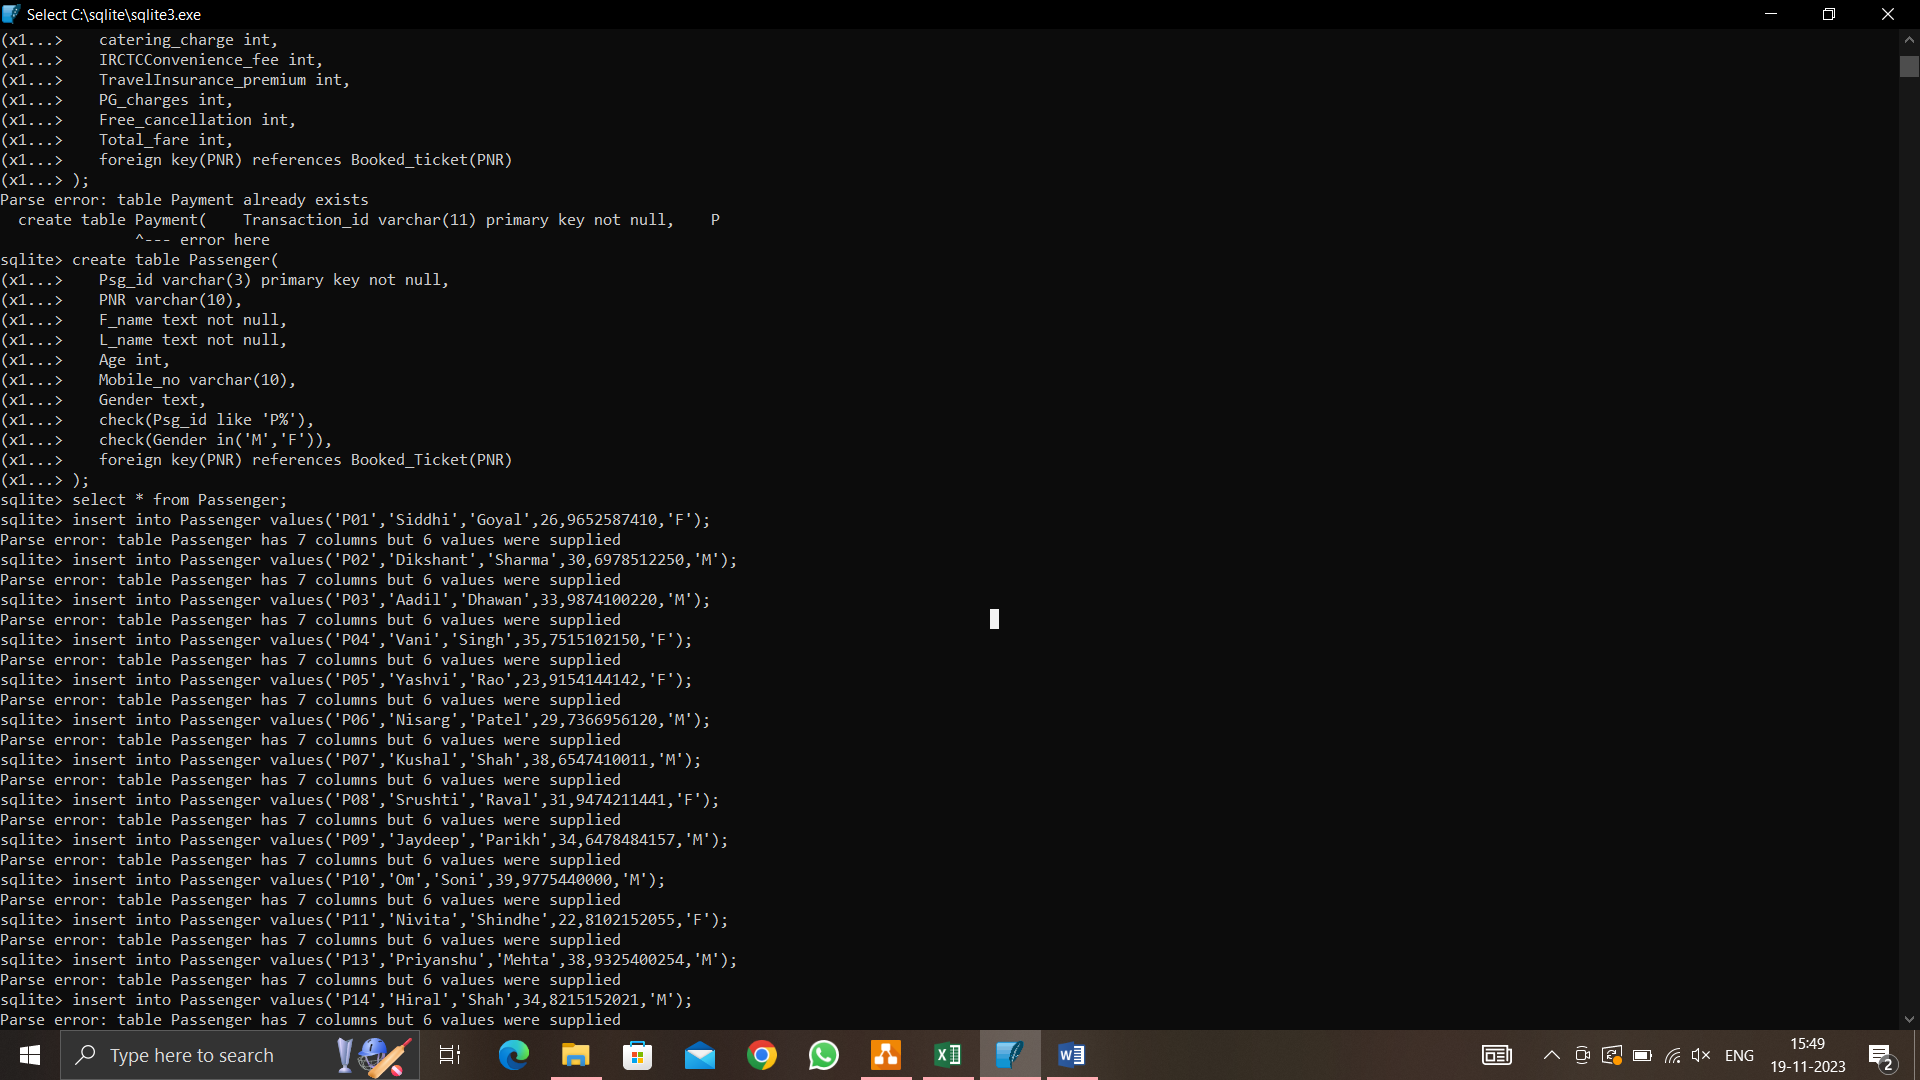 Select C:\sqlite\sqlite3.exe
(x1...>    catering_charge int,
(x1...>    IRCTCConvenience_fee int,
(x1...>    TravelInsurance_premium int,
(x1...>    PG_charges int,
(x1...>    Free_cancellation int,
(x1...>    Total_fare int,
(x1...>    foreign key(PNR) references Booked_ticket(PNR)
(x1...> );
Parse error: table Payment already exists
  create table Payment(    Transaction_id varchar(11) primary key not null,    P
               ^--- error here
sqlite> create table Passenger(
(x1...>    Psg_id varchar(3) primary key not null,
(x1...>    PNR varchar(10),
(x1...>    F_name text not null,
(x1...>    L_name text not null,
(x1...>    Age int,
(x1...>    Mobile_no varchar(10),
(x1...>    Gender text,
(x1...>    check(Psg_id like 'P%'),
(x1...>    check(Gender in('M','F')),
(x1...>    foreign key(PNR) references Booked_Ticket(PNR)
(x1...> );
sqlite> select * from Passenger;
sqlite> insert into Passenger values('P01','Siddhi','Goyal',26,9652587410,'F');
Parse error: table Passenger has 7 columns but 6 values were supplied
sqlite> insert into Passenger values('P02','Dikshant','Sharma',30,6978512250,'M');
Parse error: table Passenger has 7 columns but 6 values were supplied
sqlite> insert into Passenger values('P03','Aadil','Dhawan',33,9874100220,'M');
Parse error: table Passenger has 7 columns but 6 values were supplied
sqlite> insert into Passenger values('P04','Vani','Singh',35,7515102150,'F');
Parse error: table Passenger has 7 columns but 6 values were supplied
sqlite> insert into Passenger values('P05','Yashvi','Rao',23,9154144142,'F');
Parse error: table Passenger has 7 columns but 6 values were supplied
sqlite> insert into Passenger values('P06','Nisarg','Patel',29,7366956120,'M');
Parse error: table Passenger has 7 columns but 6 values were supplied
sqlite> insert into Passenger values('P07','Kushal','Shah',38,6547410011,'M');
Parse error: table Passenger has 7 columns but 6 values were supplied
sqlite> insert into Passenger values('P08','Srushti','Raval',31,9474211441,'F');
Parse error: table Passenger has 7 columns but 6 values were supplied
sqlite> insert into Passenger values('P09','Jaydeep','Parikh',34,6478484157,'M');
Parse error: table Passenger has 7 columns but 6 values were supplied
sqlite> insert into Passenger values('P10','Om','Soni',39,9775440000,'M');
Parse error: table Passenger has 7 columns but 6 values were supplied
sqlite> insert into Passenger values('P11','Nivita','Shindhe',22,8102152055,'F');
Parse error: table Passenger has 7 columns but 6 values were supplied
sqlite> insert into Passenger values('P13','Priyanshu','Mehta',38,9325400254,'M');
Parse error: table Passenger has 7 columns but 6 values were supplied
sqlite> insert into Passenger values('P14','Hiral','Shah',34,8215152021,'M');
Parse error: table Passenger has 7 columns but 6 values were supplied
Type here to search
ENG
15:49
19-11-2023
2